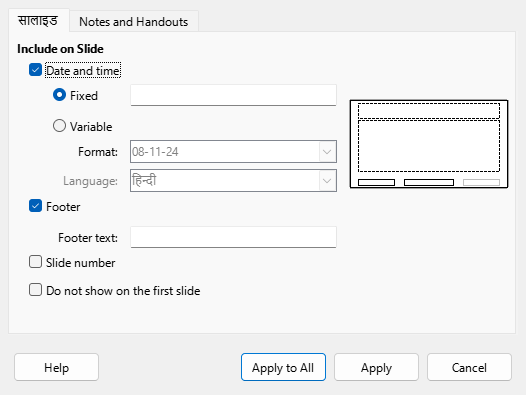 सालाइड Notes and Handouts
Include on Slide
Date and time
Fixed
Variable
Format: 08-11-24
Language: हिन्दी
Footer
Footer text:
Slide number
Do not show on the first slide
Help Apply to All Apply Cancel